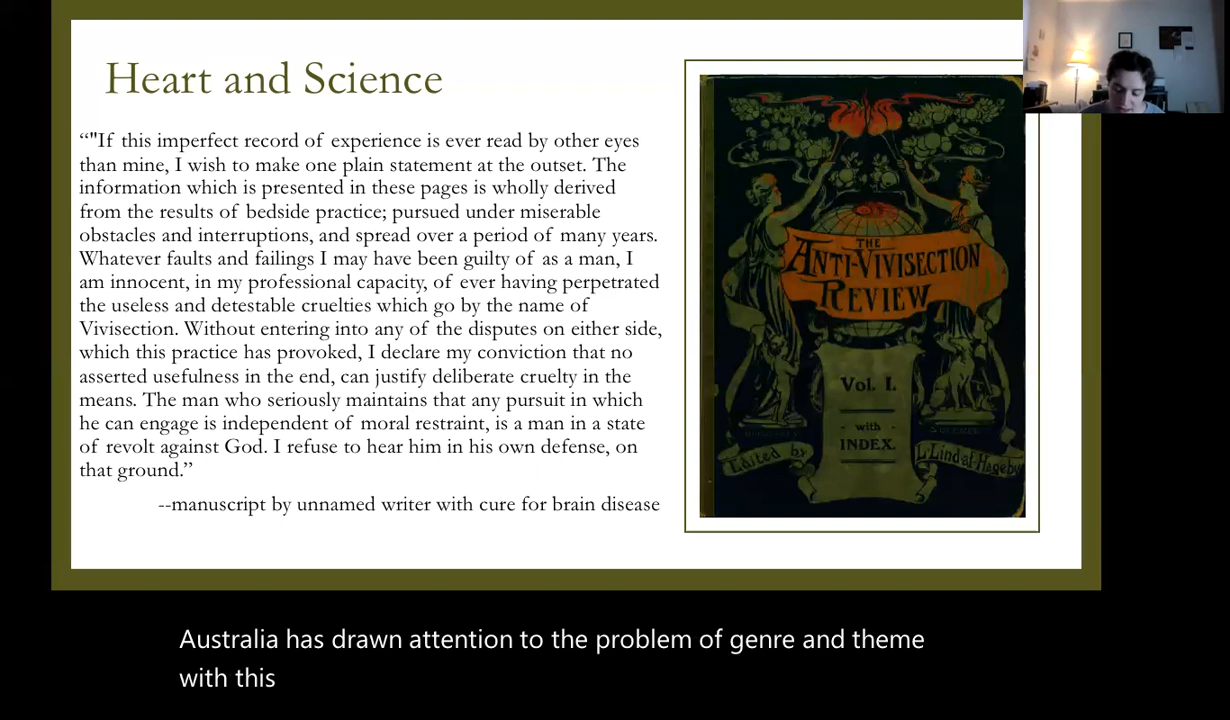 Heart and Science
“"If this imperfect record of experience is ever read by other eyes
than mine, I wish to make one plain statement at the outset. The
information which is presented in these pages is wholly derived
from the results of bedside practice; pursued under miserable
obstacles and interruptions, and spread over a period of many years.
Whatever faults and failings I may have been guilty of as a man, I
am innocent, in my professional capacity, of ever having perpetrated
the useless and detestable cruelties which go by the name of
Vivisection. Without entering into any of the disputes on either side,
which this practice has provoked, I declare my conviction that no
asserted usefulness in the end, can justify deliberate cruelty in the
means. The man who seriously maintains that any pursuit in which
he can engage is independent of moral restraint, is a man in a state
of revolt against God. I refuse to hear him in his own defense, on
that ground.”
--manuscript by unnamed writer with cure for brain disease
THE
ANTI-VIVISECTION
REVIEW
Vol. I.
with
INDEX.
Edited by
L. Lind af Hageby
Australia has drawn attention to the problem of genre and theme
with this